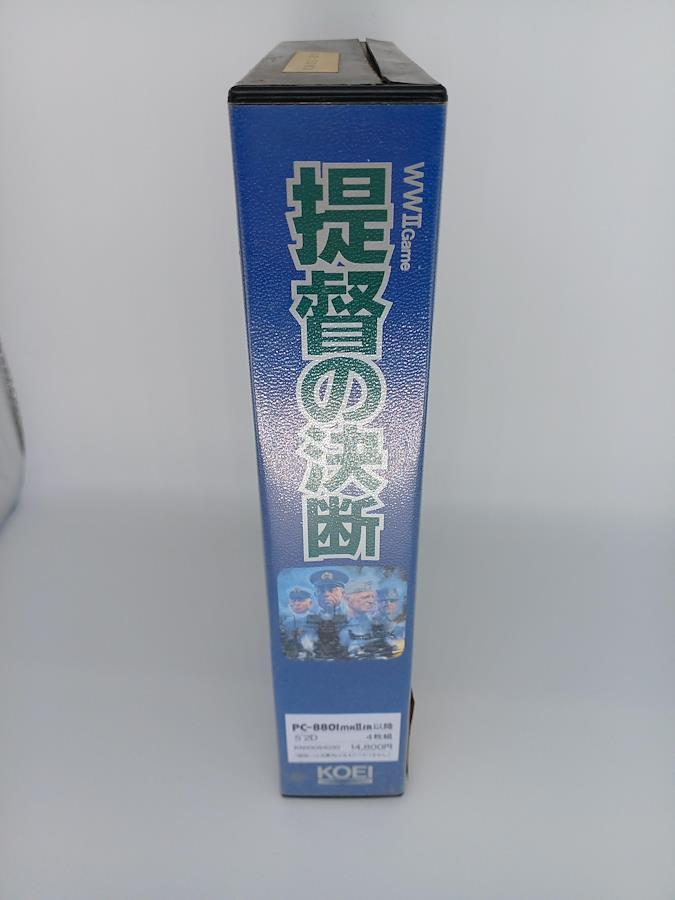 WWII Game
提督の決断
PC-8801mkIISR以降
5"2D 4枚組
14,800円
KOEI